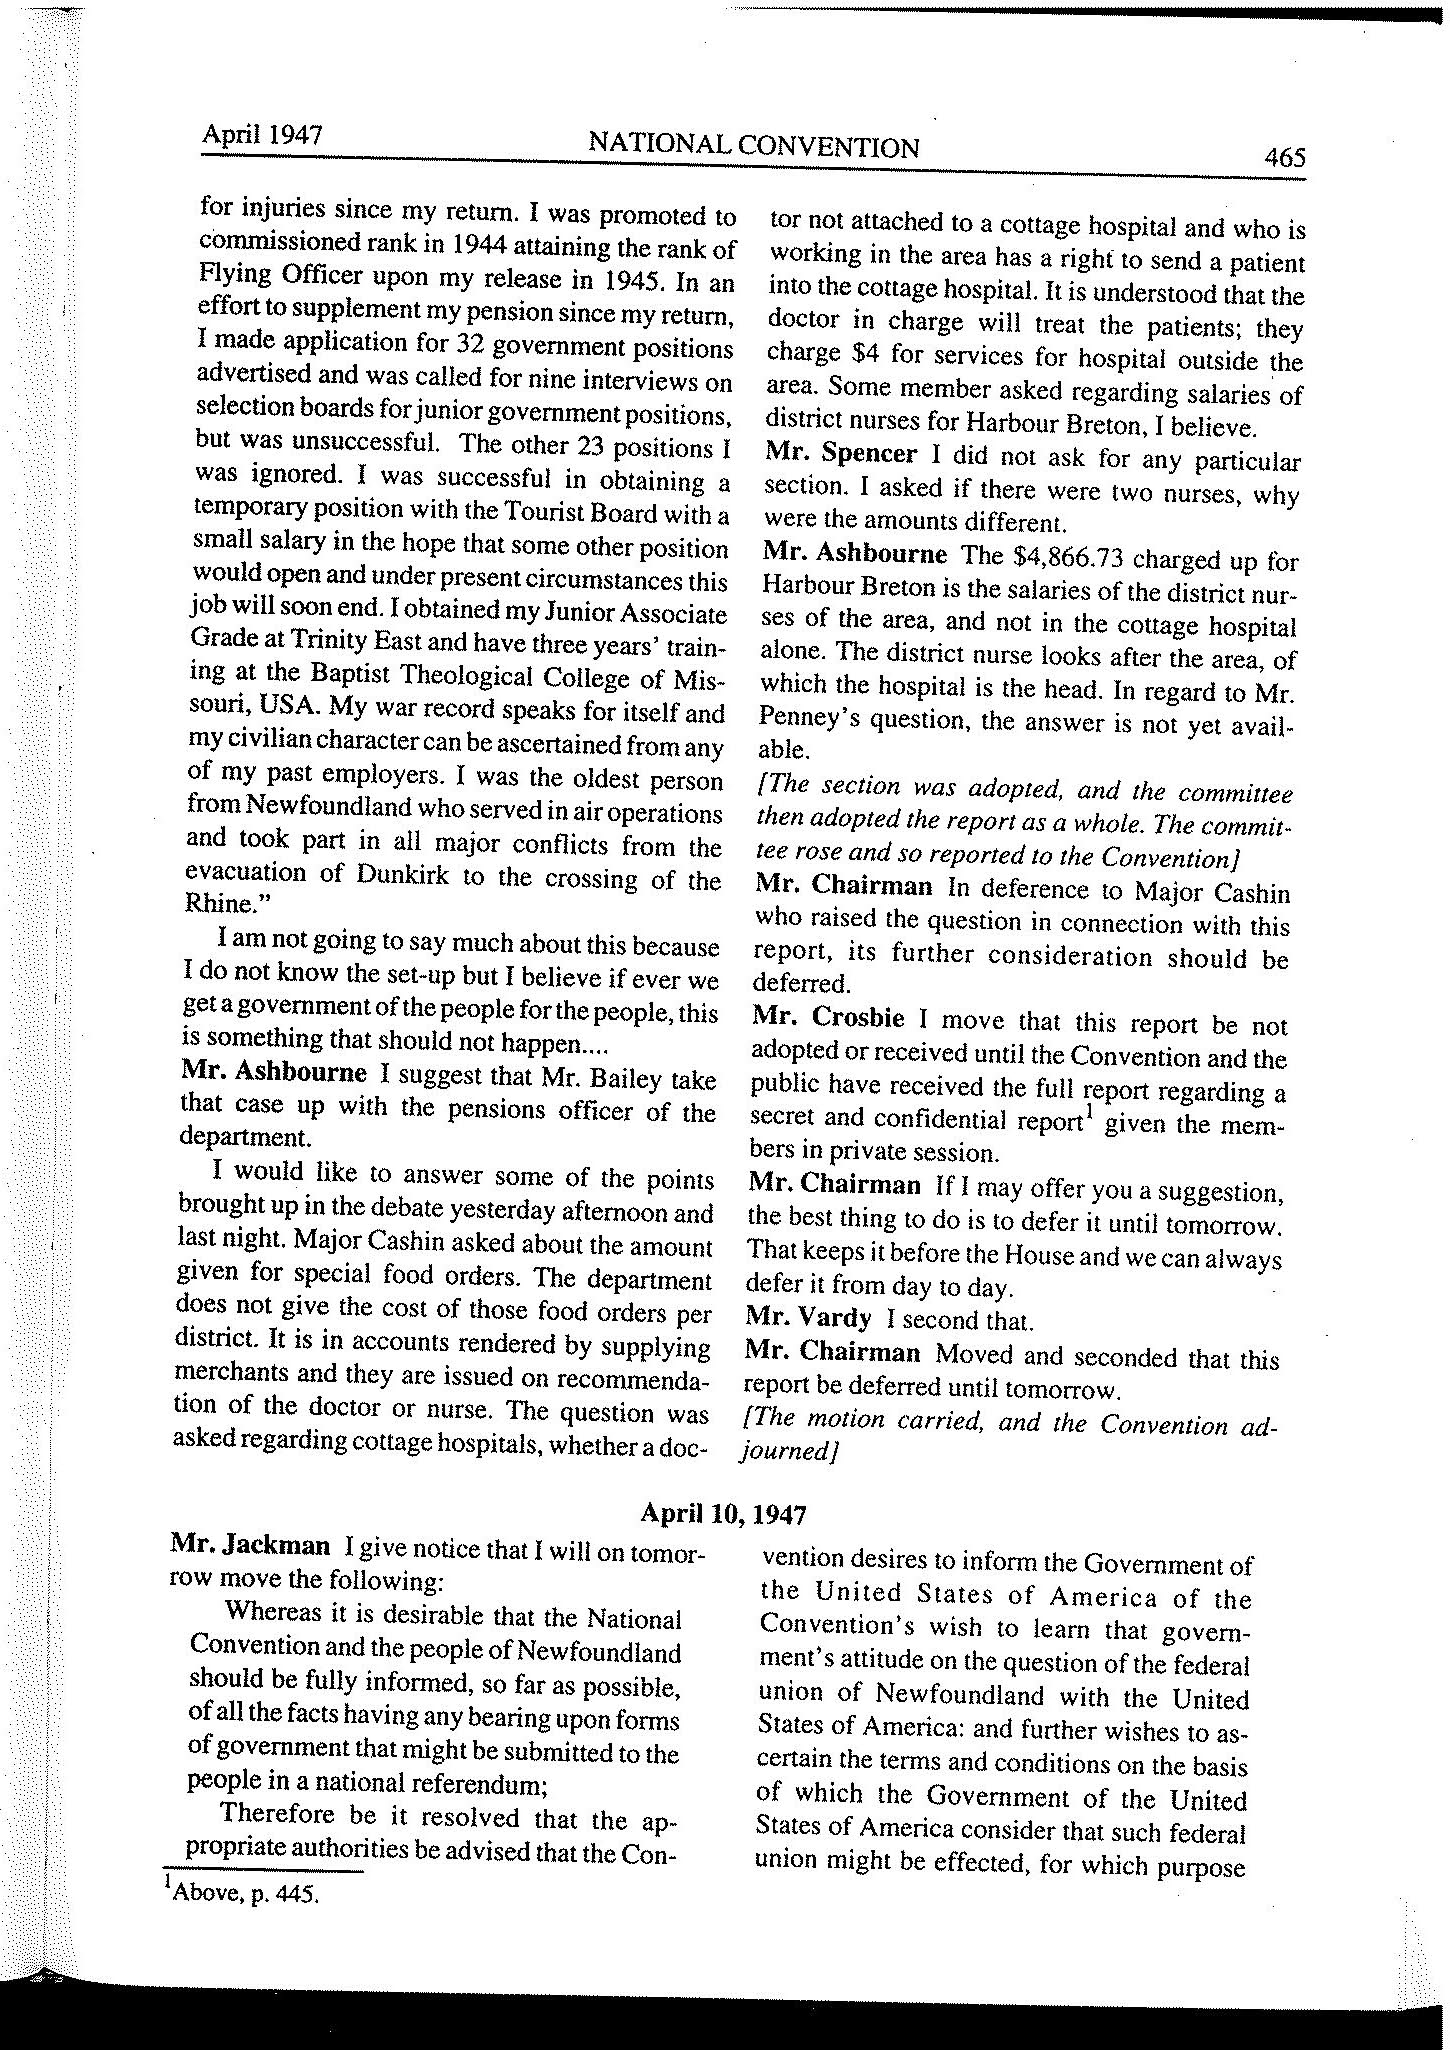 April 1947
NATIONAL CONVENTION
465
for injuries since my return. I was promoted to
commissioned rank in 1944 attaining the rank of
Flying Officer upon my release in 1945. In an
effort to supplement my pension since my return,
I made application for 32 government positions
advertised and was called for nine interviews on
selection boards for junior government positions,
but was unsuccessful. The other 23 positions I
was ignored. I was successful in obtaining a
temporary position with the Tourist Board with a
small salary in the hope that some other position
would open and under present circumstances this
job will soon end. I obtained my Junior Associate
Grade at Trinity East and have three years' train-
ing at the Baptist Theological College of Mis-
souri, USA. My war record speaks for itself and
my civilian character can be ascertained from any
of my past employers. I was the oldest person
from Newfoundland who served in air operations
and took part in all major conflicts from the
evacuation of Dunkirk to the crossing of the
Rhine."
I am not going to say much about this because
I do not know the set-up but I believe if ever we
get a government of the people for the people, this
is something that should not happen....
Mr. Ashbourne I suggest that Mr. Bailey take
that case up with the pensions officer of the
department.
I would like to answer some of the points
brought up in the debate yesterday afternoon and
last night. Major Cashin asked about the amount
given for special food orders. The department
does not give the cost of those food orders per
district. It is in accounts rendered by supplying
merchants and they are issued on recommenda-
tion of the doctor or nurse. The question was
asked regarding cottage hospitals, whether a doc-
tor not attached to a cottage hospital and who is
working in the area has a right to send a patient
into the cottage hospital. It is understood that the
doctor in charge will treat the patients; they
charge $4 for services for hospital outside the
area. Some member asked regarding salaries of
district nurses for Harbour Breton, I believe.
Mr. Spencer I did not ask for any particular
section. I asked if there were two nurses, why
were the amounts different.
Mr. Ashbourne The $4,866.73 charged up for
Harbour Breton is the salaries of the district nur-
ses of the area, and not in the cottage hospital
alone. The district nurse looks after the area, of
which the hospital is the head. In regard to Mr.
Penney's question, the answer is not yet avail-
able.
[The section was adopted, and the committee
then adopted the report as a whole. The commit-
tee rose and so reported to the Convention]
Mr. Chairman In deference to Major Cashin
who raised the question in connection with this
report, its further consideration should be
deferred.
Mr. Crosbie I move that this report be not
adopted or received until the Convention and the
public have received the full report regarding a
secret and confidential report¹ given the mem-
bers in private session.
Mr. Chairman If I may offer you a suggestion,
the best thing to do is to defer it until tomorrow.
That keeps it before the House and we can always
defer it from day to day.
Mr. Vardy I second that.
Mr. Chairman Moved and seconded that this
report be deferred until tomorrow.
[The motion carried, and the Convention ad-
journed]
April 10, 1947
Mr. Jackman I give notice that I will on tomor-
row move the following:
Whereas it is desirable that the National
Convention and the people of Newfoundland
should be fully informed, so far as possible,
of all the facts having any bearing upon forms
of government that might be submitted to the
people in a national referendum;
Therefore be it resolved that the ap-
propriate authorities be advised that the Con-
vention desires to inform the Government of
the United States of America of the
Convention's wish to learn that govern-
ment's attitude on the question of the federal
union of Newfoundland with the United
States of America: and further wishes to as-
certain the terms and conditions on the basis
of which the Government of the United
States of America consider that such federal
union might be effected, for which purpose
¹Above, p. 445.